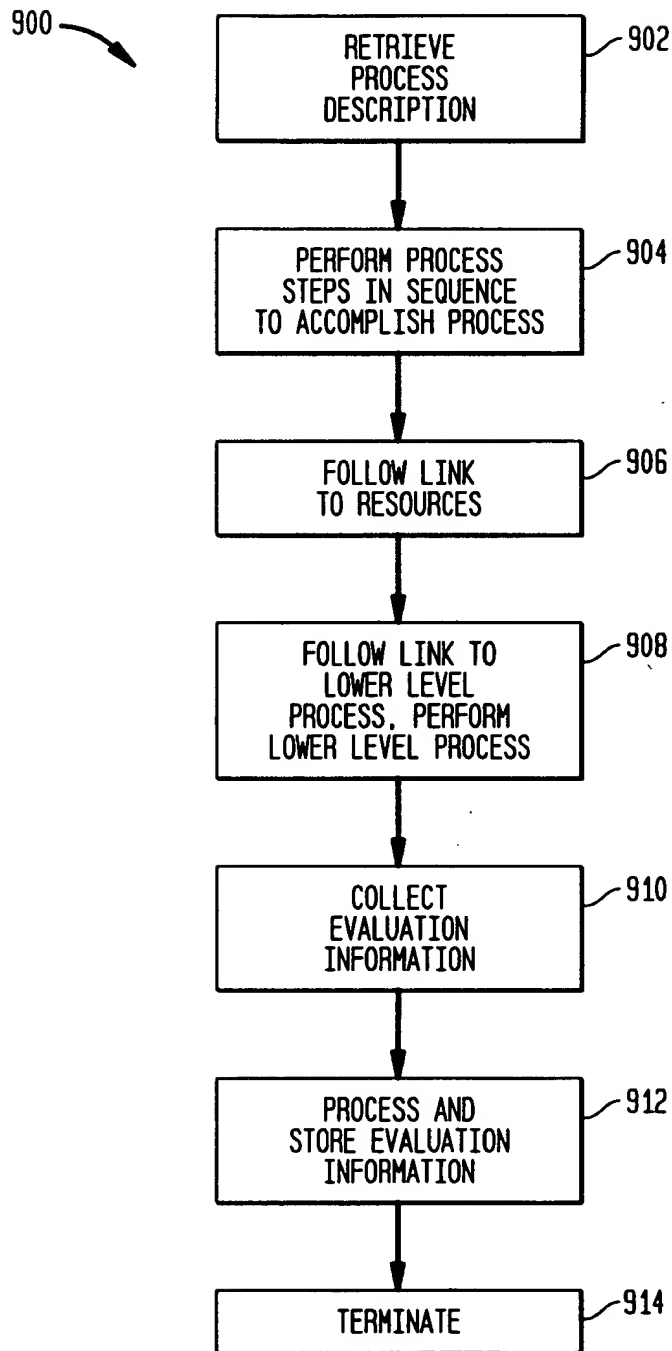 900
RETRIEVE
PROCESS
DESCRIPTION
902
PERFORM PROCESS
STEPS IN SEQUENCE
TO ACCOMPLISH PROCESS
904
FOLLOW LINK
TO RESOURCES
906
FOLLOW LINK TO
LOWER LEVEL
PROCESS, PERFORM
LOWER LEVEL PROCESS
908
COLLECT
EVALUATION
INFORMATION
910
PROCESS AND
STORE EVALUATION
INFORMATION
912
TERMINATE
914